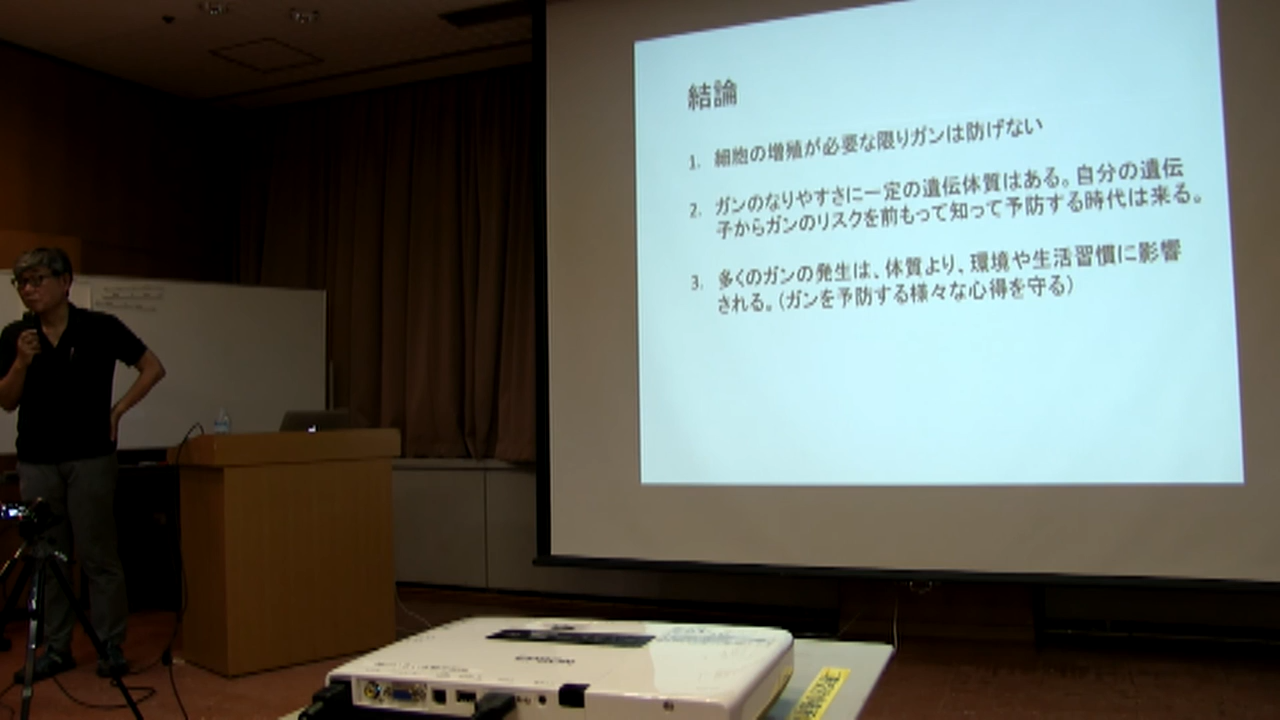 結論
1. 細胞の増殖が必要な限りガンは防げない
2. ガンのなりやすさに一定の遺伝体質はある。自分の遺伝
子からガンのリスクを前もって知って予防する時代は来る。
3. 多くのガンの発生は、体質より、環境や生活習慣に影響
される。(ガンを予防する様々な心得を守る)